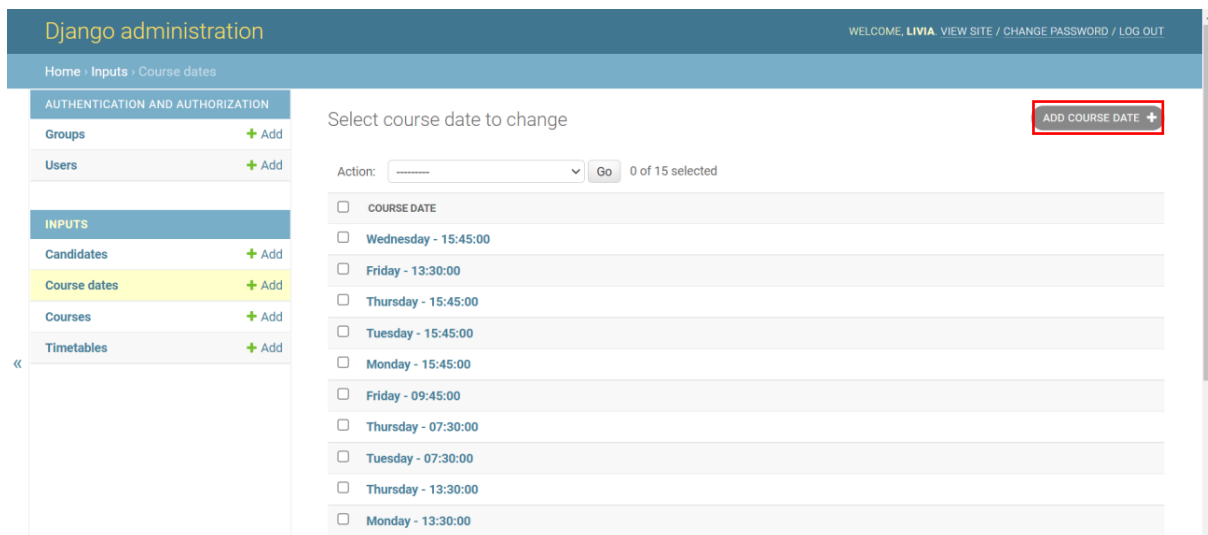 Django administration
WELCOME, LIVIA. VIEW SITE / CHANGE PASSWORD / LOG OUT
Home › Inputs › Course dates
AUTHENTICATION AND AUTHORIZATION
Groups + Add
Users + Add
INPUTS
Candidates + Add
Course dates + Add
Courses + Add
Timetables + Add
«
Select course date to change
ADD COURSE DATE +
Action: --------- Go 0 of 15 selected
COURSE DATE
Wednesday - 15:45:00
Friday - 13:30:00
Thursday - 15:45:00
Tuesday - 15:45:00
Monday - 15:45:00
Friday - 09:45:00
Thursday - 07:30:00
Tuesday - 07:30:00
Thursday - 13:30:00
Monday - 13:30:00